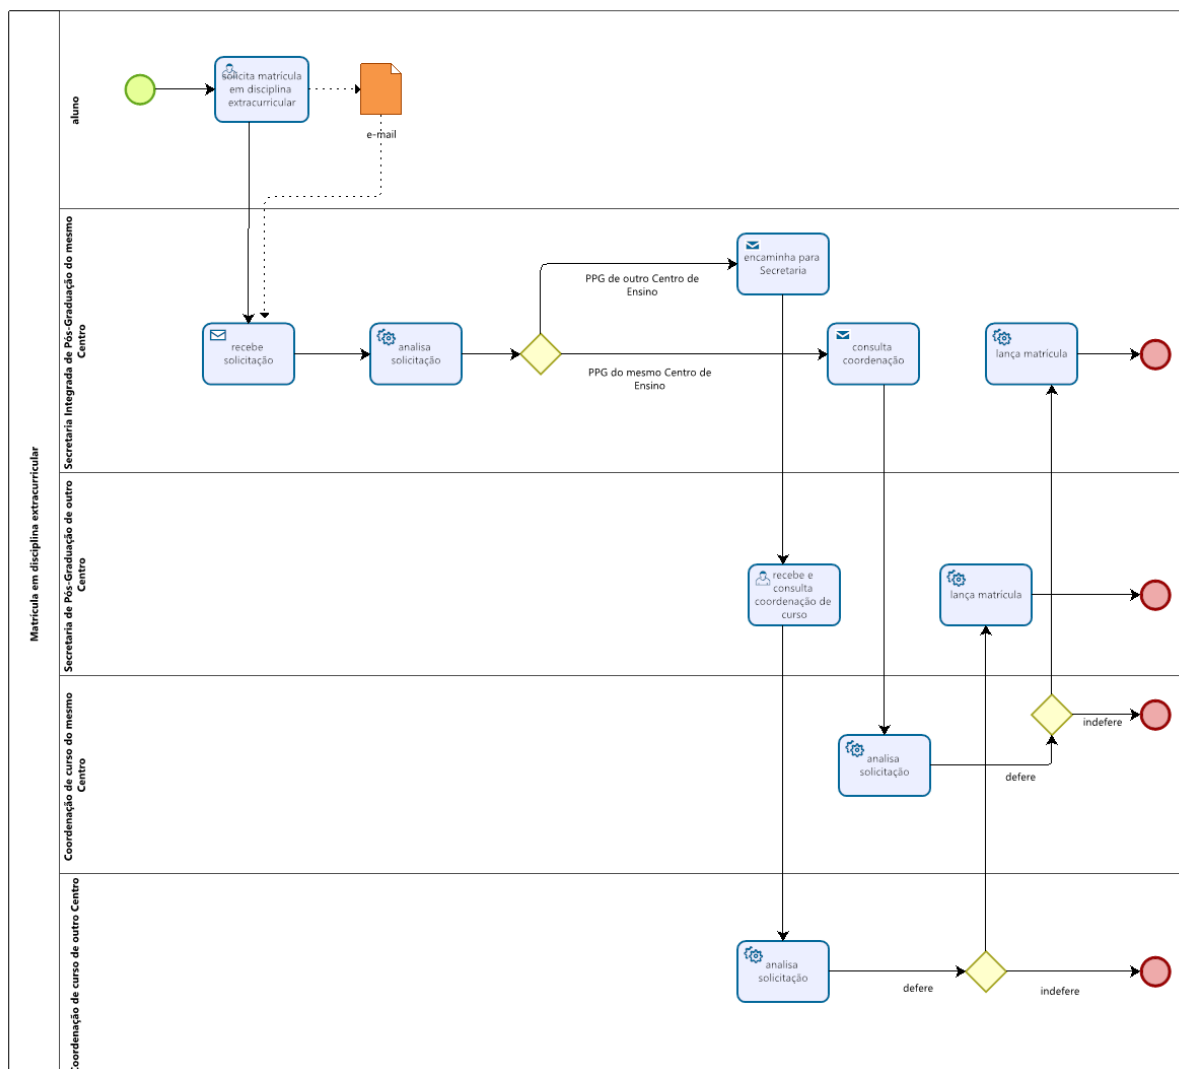 Matrícula em disciplina extracurricular
aluno
solicita matrícula
em disciplina
extracurricular
e-mail
Secretaria Integrada de Pós-Graduação do mesmo
Centro
recebe
solicitação
analisa
solicitação
PPG de outro Centro de
Ensino
PPG do mesmo Centro de
Ensino
encaminha para
Secretaria
consulta
coordenação
lança matrícula
Secretaria de Pós-Graduação de outro
Centro
recebe e
consulta
coordenação de
curso
lança matrícula
Coordenação de curso do mesmo
Centro
analisa
solicitação
defere
indefere
Coordenação de curso de outro Centro
analisa
solicitação
defere
indefere